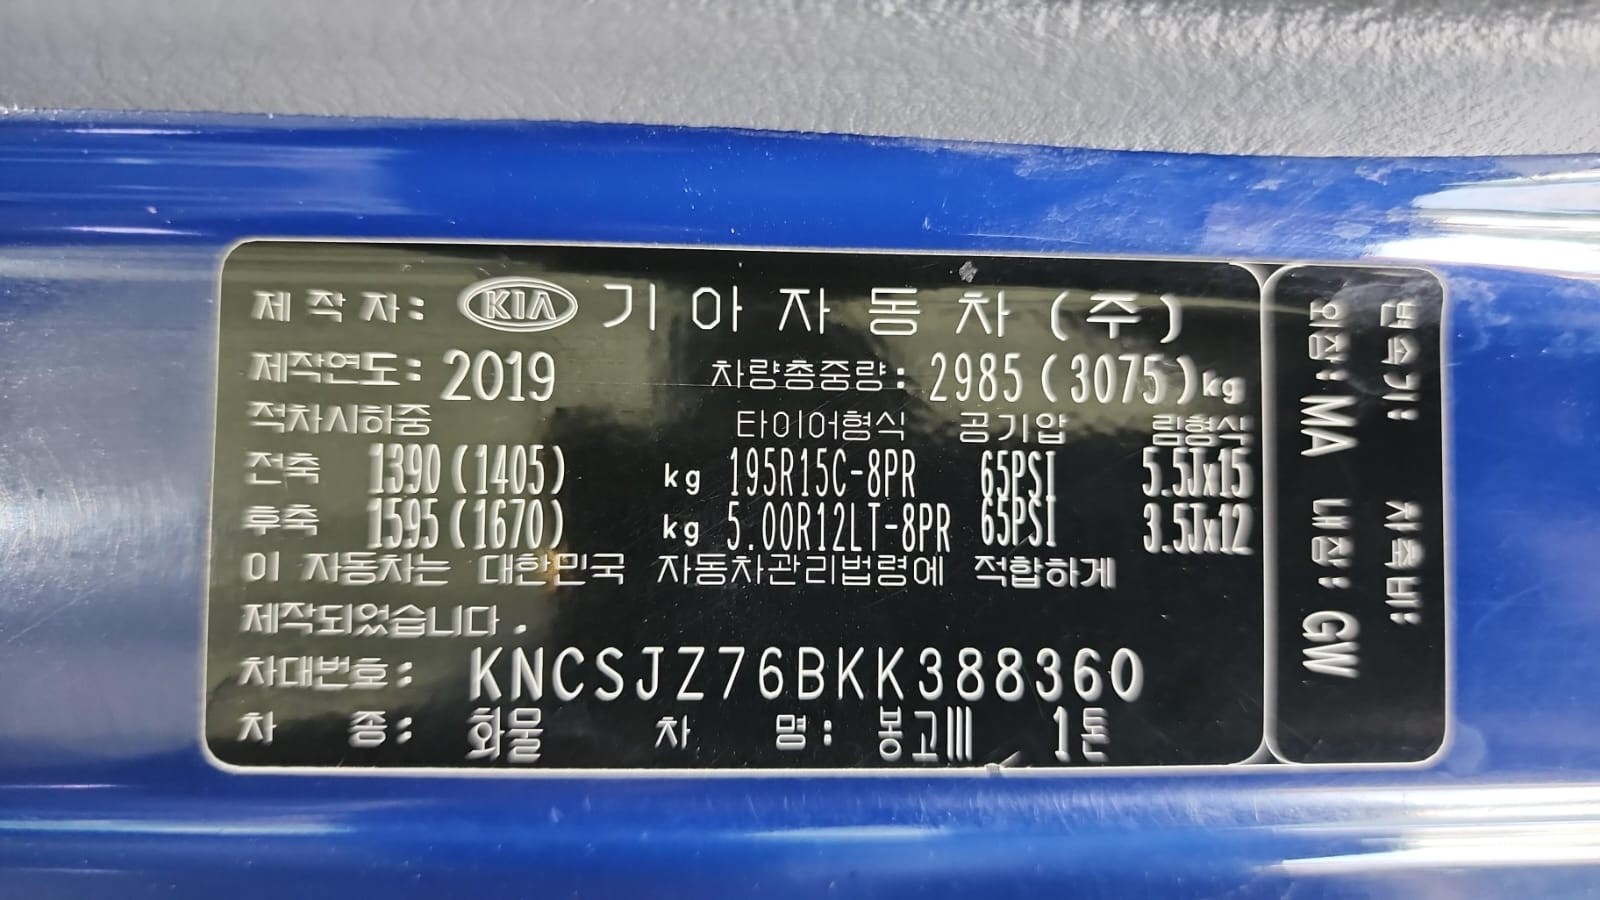 제작자: KIA 기아자동차(주)
제작연도: 2019 차량총중량: 2985(3075)kg
적차시하중 타이어형식 공기압 림형식
전축 1390(1405) kg 195R15C-8PR 65PSI 5.5Jx15
후축 1595(1670) kg 5.00R12LT-8PR 65PSI 3.5Jx12
이 자동차는 대한민국 자동차관리법령에 적합하게
제작되었습니다.
차대번호: KNCSJZ76BKK388360
차 종: 화물 차 명: 봉고III 1톤
변속기: 차축비:
외장: MA 내장: GW